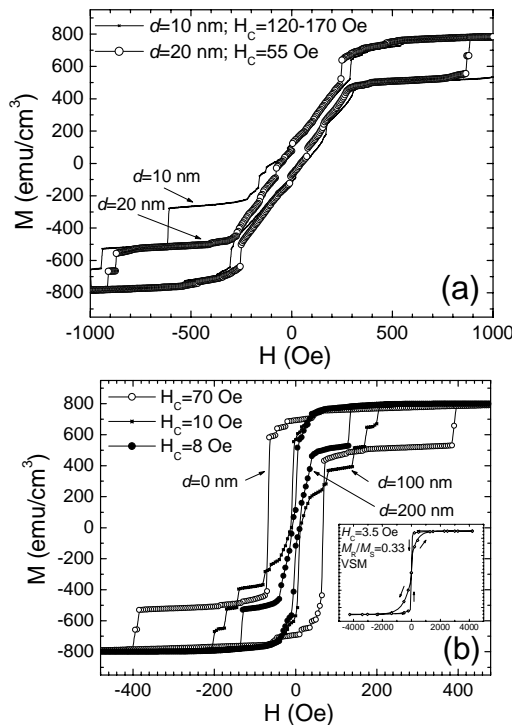 d=10 nm; H_C=120-170 Oe
d=20 nm; H_C=55 Oe
800
600
400
200
0
-200
-400
-600
-800
M (emu/cm³)
d=10 nm
d=20 nm
(a)
-1000 -500 0 500 1000
H (Oe)
H_C=70 Oe
H_C=10 Oe
H_C=8 Oe
800
600
400
200
0
-200
-400
-600
-800
M (emu/cm³)
d=0 nm
d=100 nm
d=200 nm
H_C=3.5 Oe
M_R/M_S=0.33
VSM
-4000 -2000 0 2000 4000
(b)
-400 -200 0 200 400
H (Oe)